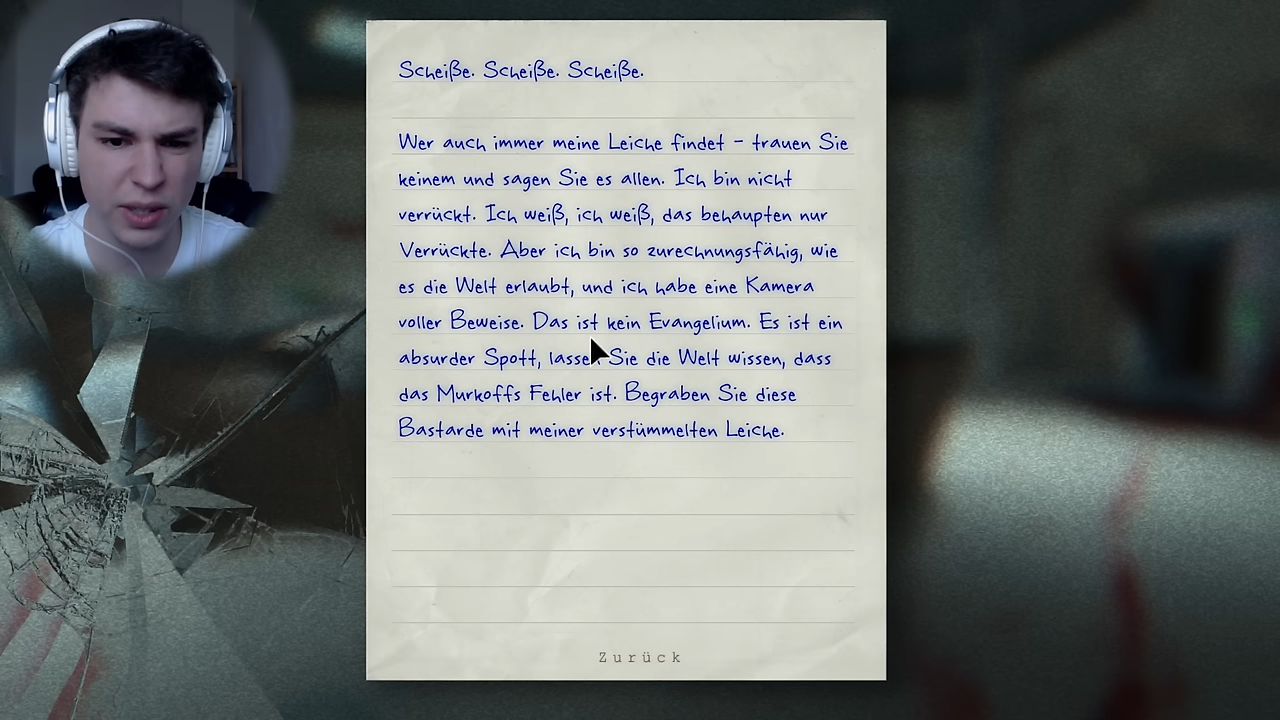 Scheiße. Scheiße. Scheiße.
Wer auch immer meine Leiche findet - trauen Sie
keinem und sagen Sie es allen. Ich bin nicht
verrückt. Ich weiß, ich weiß, das behaupten nur
Verrückte. Aber ich bin so zurechnungsfähig, wie
es die Welt erlaubt, und ich habe eine Kamera
voller Beweise. Das ist kein Evangelium. Es ist ein
absurder Spott, lassen Sie die Welt wissen, dass
das Murkoffs Fehler ist. Begraben Sie diese
Bastarde mit meiner verstümmelten Leiche.
Zurück